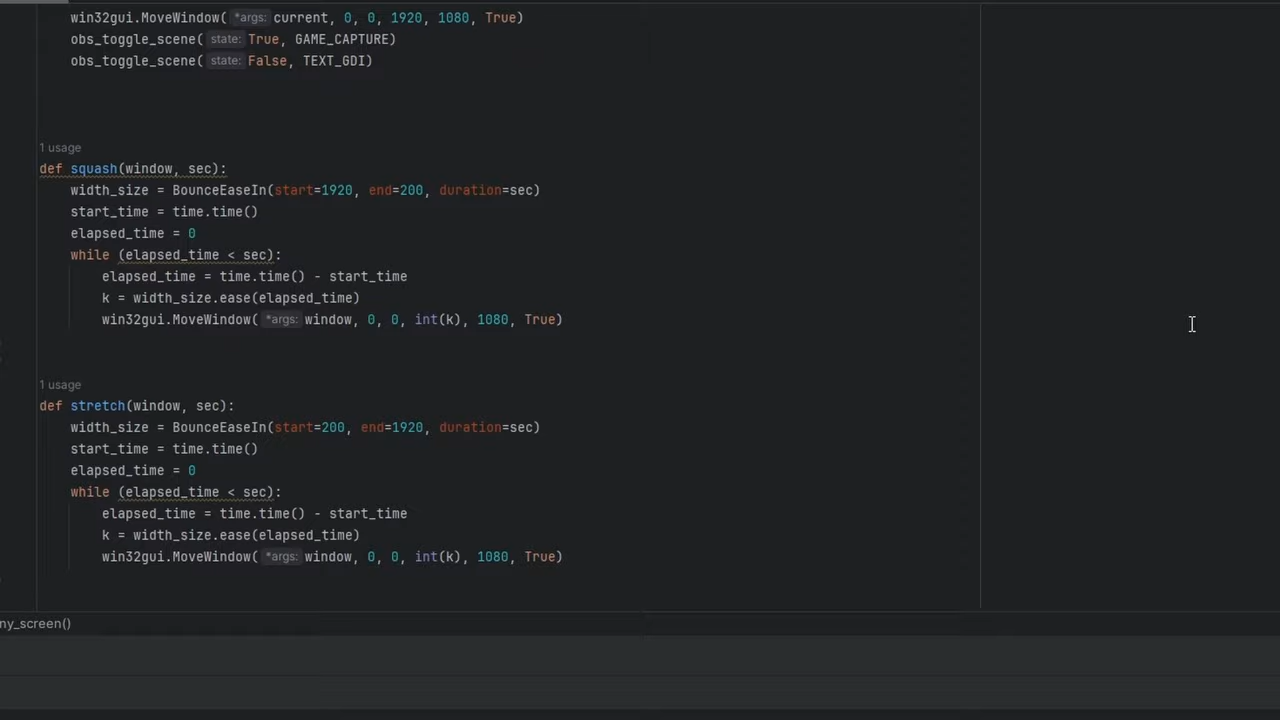 win32gui.MoveWindow( *args: current, 0, 0, 1920, 1080, True)
obs_toggle_scene( state: True, GAME_CAPTURE)
obs_toggle_scene( state: False, TEXT_GDI)
1 usage
def squash(window, sec):
width_size = BounceEaseIn(start=1920, end=200, duration=sec)
start_time = time.time()
elapsed_time = 0
while (elapsed_time < sec):
elapsed_time = time.time() - start_time
k = width_size.ease(elapsed_time)
win32gui.MoveWindow( *args: window, 0, 0, int(k), 1080, True)
1 usage
def stretch(window, sec):
width_size = BounceEaseIn(start=200, end=1920, duration=sec)
start_time = time.time()
elapsed_time = 0
while (elapsed_time < sec):
elapsed_time = time.time() - start_time
k = width_size.ease(elapsed_time)
win32gui.MoveWindow( *args: window, 0, 0, int(k), 1080, True)
ny_screen()